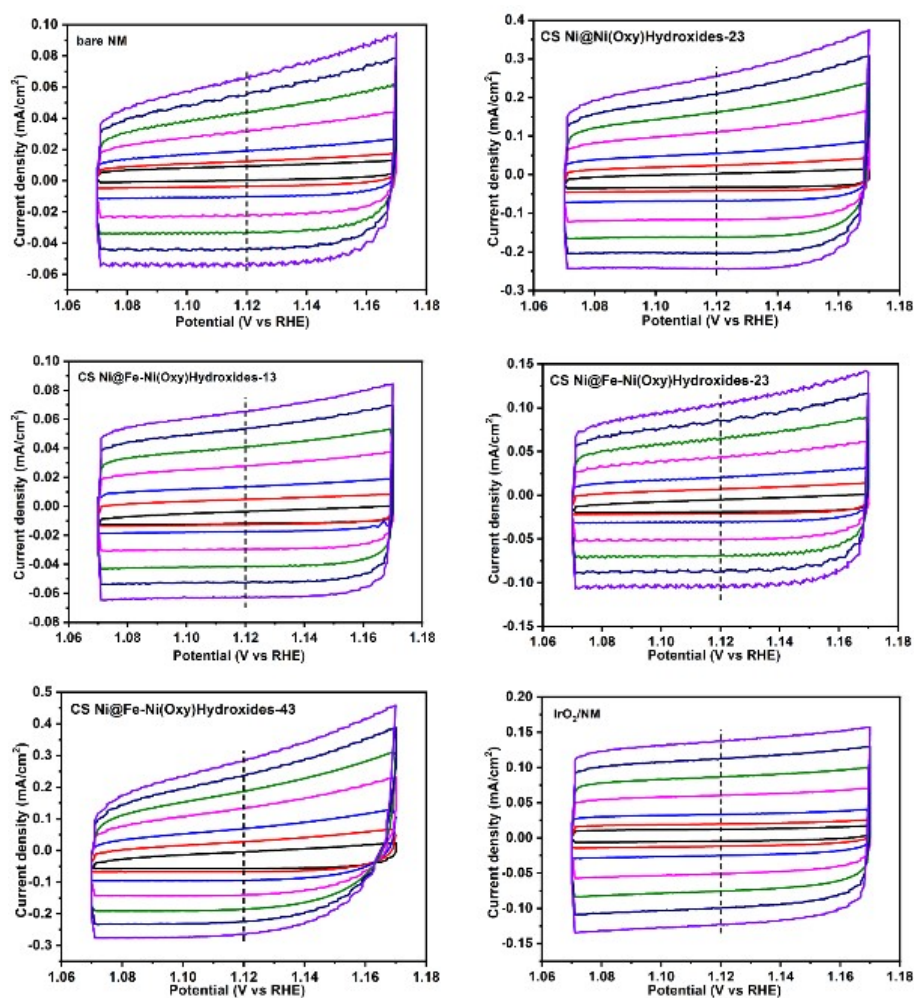 bare NM
Current density (mA/cm²)
0.10
0.08
0.06
0.04
0.02
0.00
-0.02
-0.04
-0.06
1.06 1.08 1.10 1.12 1.14 1.16 1.18
Potential (V vs RHE)
CS Ni@Ni(Oxy)Hydroxides-23
Current density (mA/cm²)
0.4
0.3
0.2
0.1
0.0
-0.1
-0.2
-0.3
1.06 1.08 1.10 1.12 1.14 1.16 1.18
Potential (V vs RHE)
CS Ni@Fe-Ni(Oxy)Hydroxides-13
Current density (mA/cm²)
0.10
0.08
0.06
0.04
0.02
0.00
-0.02
-0.04
-0.06
-0.08
1.06 1.08 1.10 1.12 1.14 1.16 1.18
Potential (V vs RHE)
CS Ni@Fe-Ni(Oxy)Hydroxides-23
Current density (mA/cm²)
0.15
0.10
0.05
0.00
-0.05
-0.10
-0.15
1.06 1.08 1.10 1.12 1.14 1.16 1.18
Potential (V vs RHE)
CS Ni@Fe-Ni(Oxy)Hydroxides-43
Current density (mA/cm²)
0.5
0.4
0.3
0.2
0.1
0.0
-0.1
-0.2
-0.3
1.06 1.08 1.10 1.12 1.14 1.16 1.18
Potential (V vs RHE)
IrO₂/NM
Current density (mA/cm²)
0.20
0.15
0.10
0.05
0.00
-0.05
-0.10
-0.15
1.06 1.08 1.10 1.12 1.14 1.16 1.18
Potential (V vs RHE)